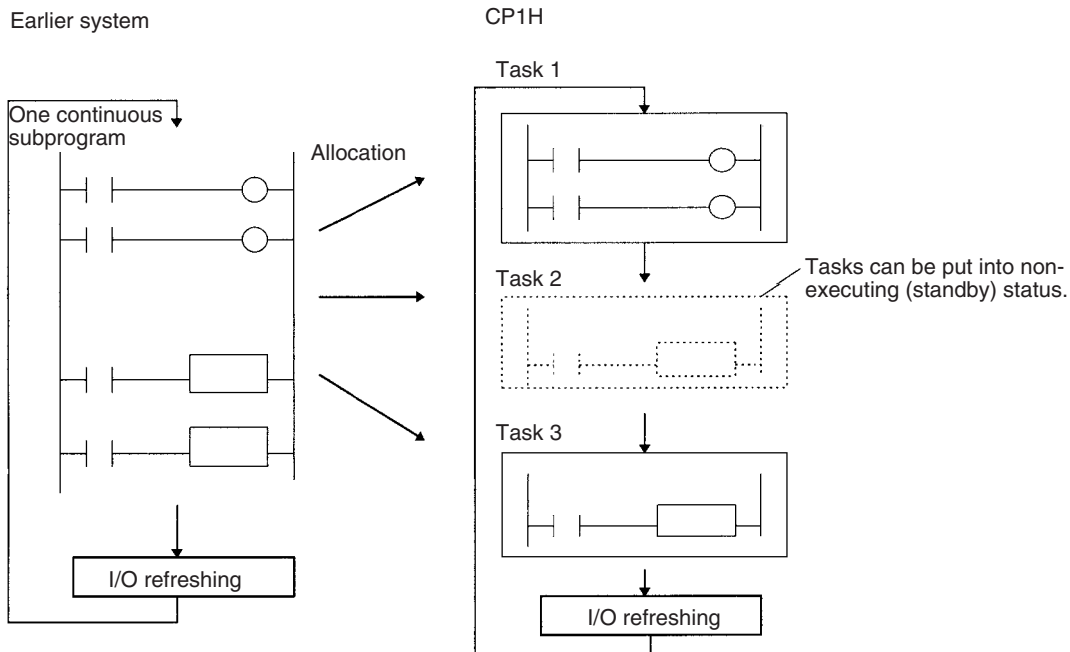 Earlier system
CP1H
One continuous
subprogram
Allocation
Task 1
Task 2
Tasks can be put into non-
executing (standby) status.
Task 3
I/O refreshing
I/O refreshing